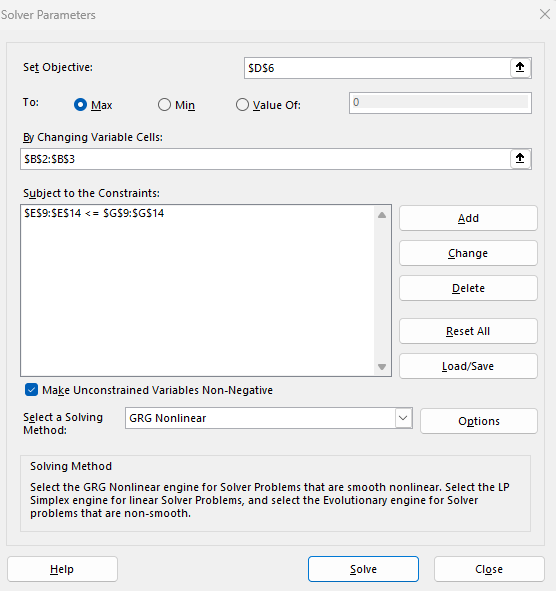 Solver Parameters
Set Objective:
$D$6
To:
Max
Min
Value Of:
0
By Changing Variable Cells:
$B$2:$B$3
Subject to the Constraints:
$E$9:$E$14 <= $G$9:$G$14
Add
Change
Delete
Reset All
Load/Save
Make Unconstrained Variables Non-Negative
Select a Solving
Method:
GRG Nonlinear
Options
Solving Method
Select the GRG Nonlinear engine for Solver Problems that are smooth nonlinear. Select the LP
Simplex engine for linear Solver Problems, and select the Evolutionary engine for Solver
problems that are non-smooth.
Help
Solve
Close